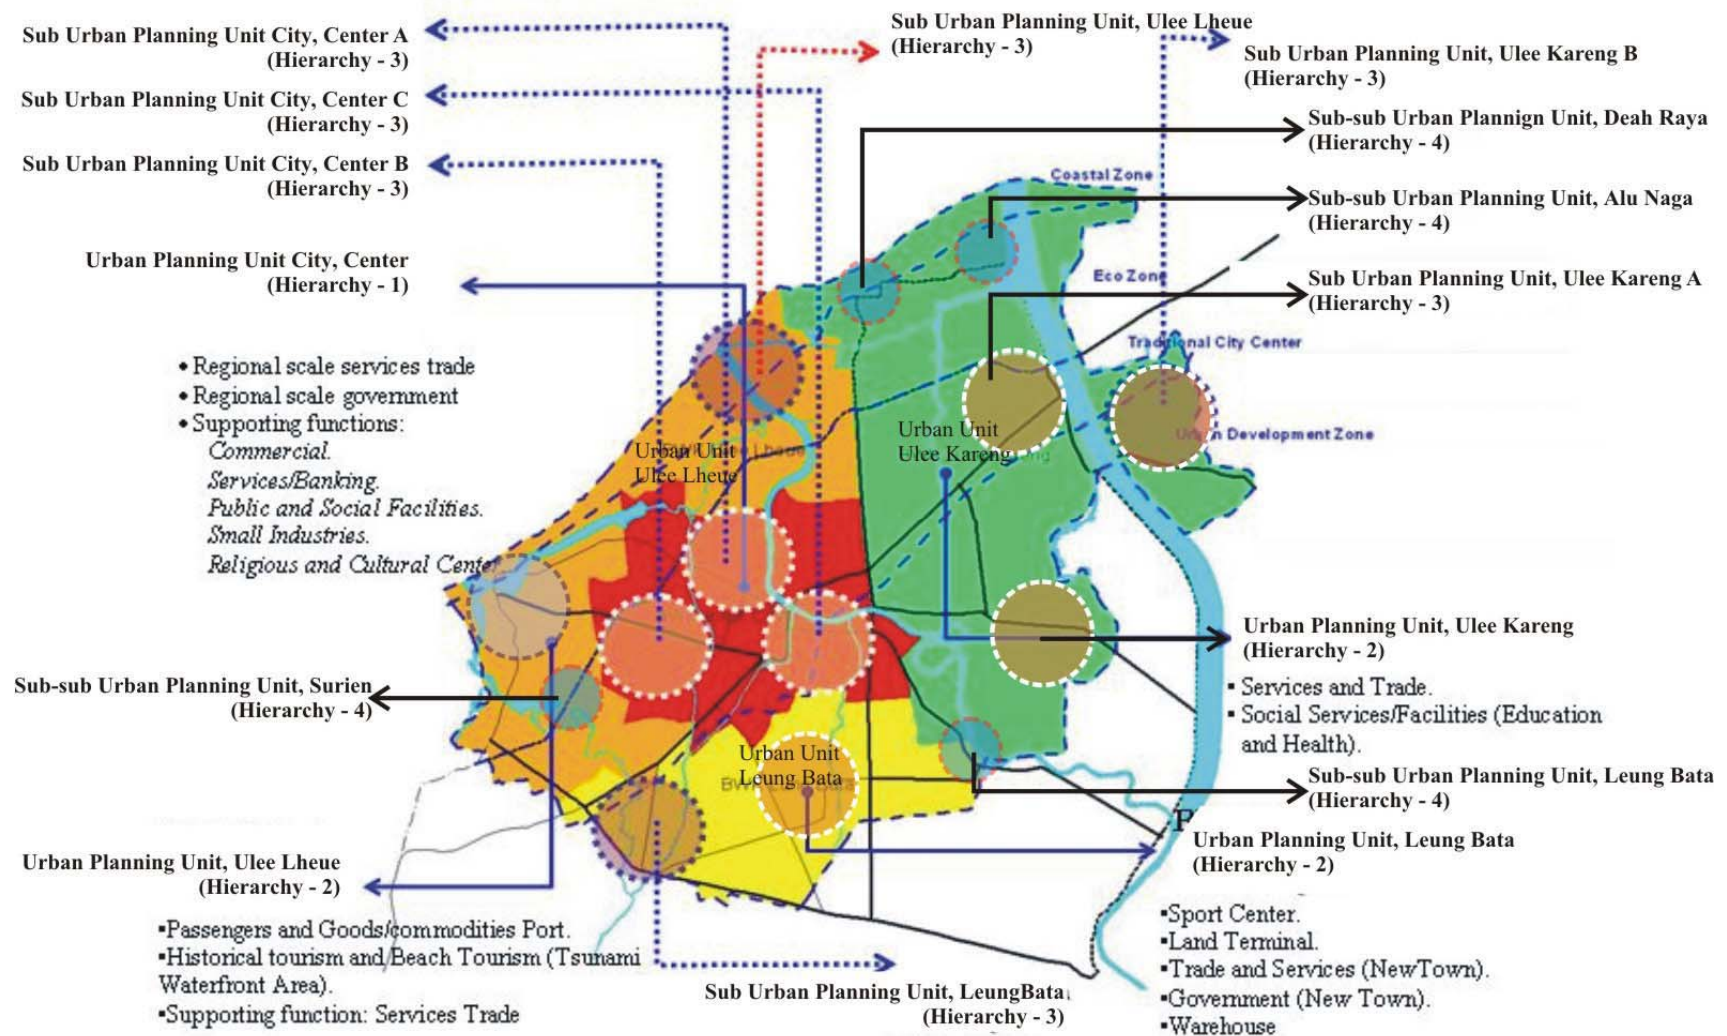 Sub Urban Planning Unit City, Center A
(Hierarchy - 3)
Sub Urban Planning Unit City, Center C
(Hierarchy - 3)
Sub Urban Planning Unit City, Center B
(Hierarchy - 3)
Urban Planning Unit City, Center
(Hierarchy - 1)
• Regional scale services trade
• Regional scale government
• Supporting functions:
Commercial.
Services/Banking.
Public and Social Facilities.
Small Industries.
Religious and Cultural Center
Sub-sub Urban Planning Unit, Surien
(Hierarchy - 4)
Urban Planning Unit, Ulee Lheue
(Hierarchy - 2)
▪Passengers and Goods/commodities Port.
▪Historical tourism and Beach Tourism (Tsunami
Waterfront Area).
▪Supporting function: Services Trade
Sub Urban Planning Unit, Ulee Lheue
(Hierarchy - 3)
Sub Urban Planning Unit, Ulee Kareng B
(Hierarchy - 3)
Sub-sub Urban Plannign Unit, Deah Raya
(Hierarchy - 4)
Coastal Zone
Sub-sub Urban Planning Unit, Alu Naga
(Hierarchy - 4)
Eco Zone
Sub Urban Planning Unit, Ulee Kareng A
(Hierarchy - 3)
Traditional City Center
Urban Development Zone
Urban Unit
Ulee Kareng
Urban Unit
Ulee Lheue
Urban Unit
Leung Bata
Urban Planning Unit, Ulee Kareng
(Hierarchy - 2)
▪ Services and Trade.
▪ Social Services/Facilities (Education
and Health).
Sub-sub Urban Planning Unit, Leung Bata
(Hierarchy - 4)
Urban Planning Unit, Leung Bata
(Hierarchy - 2)
▪Sport Center.
▪Land Terminal.
▪Trade and Services (NewTown).
▪Government (New Town).
▪Warehouse
Sub Urban Planning Unit, LeungBata
(Hierarchy - 3)